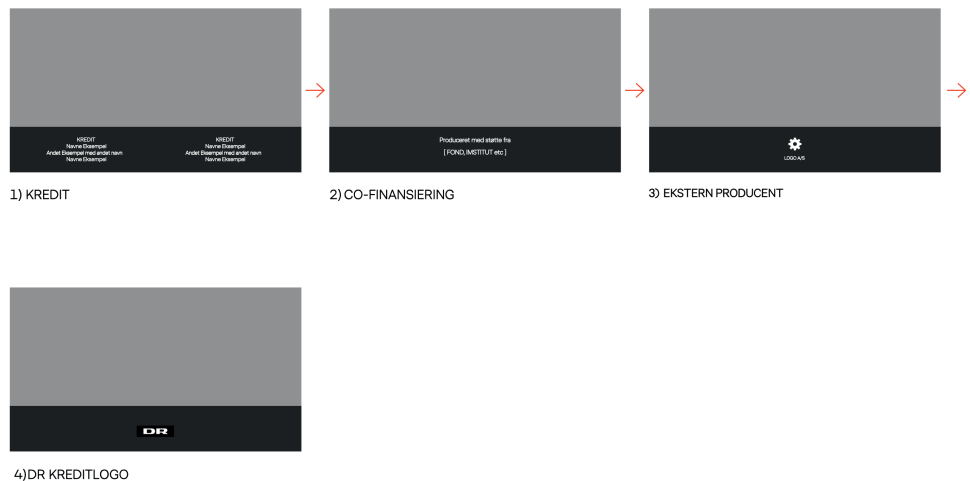 KREDIT
Navne Eksempel
Andet Eksempel med andet navn
Navne Eksempel
KREDIT
Navne Eksempel
Andet Eksempel med andet navn
Navne Eksempel
1) KREDIT
Produceret med støtte fra
[ FOND, IMSTITUT etc ]
2) CO-FINANSIERING
LOGO A/S
3) EKSTERN PRODUCENT
DR
4)DR KREDITLOGO